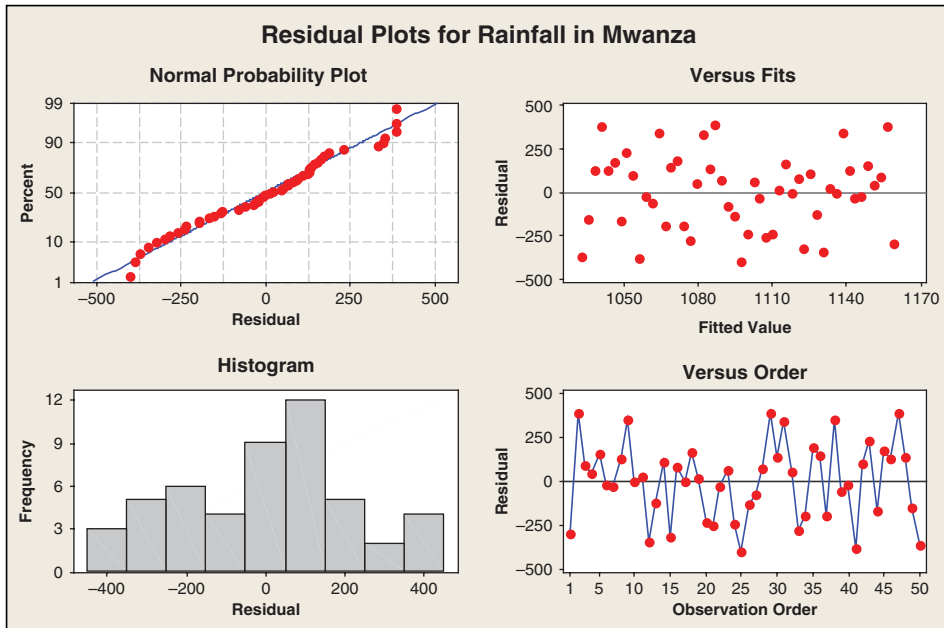 Residual Plots for Rainfall in Mwanza
Normal Probability Plot
Percent
99
90
50
10
1
−500 −250 0 250 500
Residual
Versus Fits
Residual
500
250
0
−250
−500
1050 1080 1110 1140 1170
Fitted Value
Histogram
Frequency
12
9
6
3
0
−400 −200 0 200 400
Residual
Versus Order
Residual
500
250
0
−250
−500
1 5 10 15 20 25 30 35 40 45 50
Observation Order